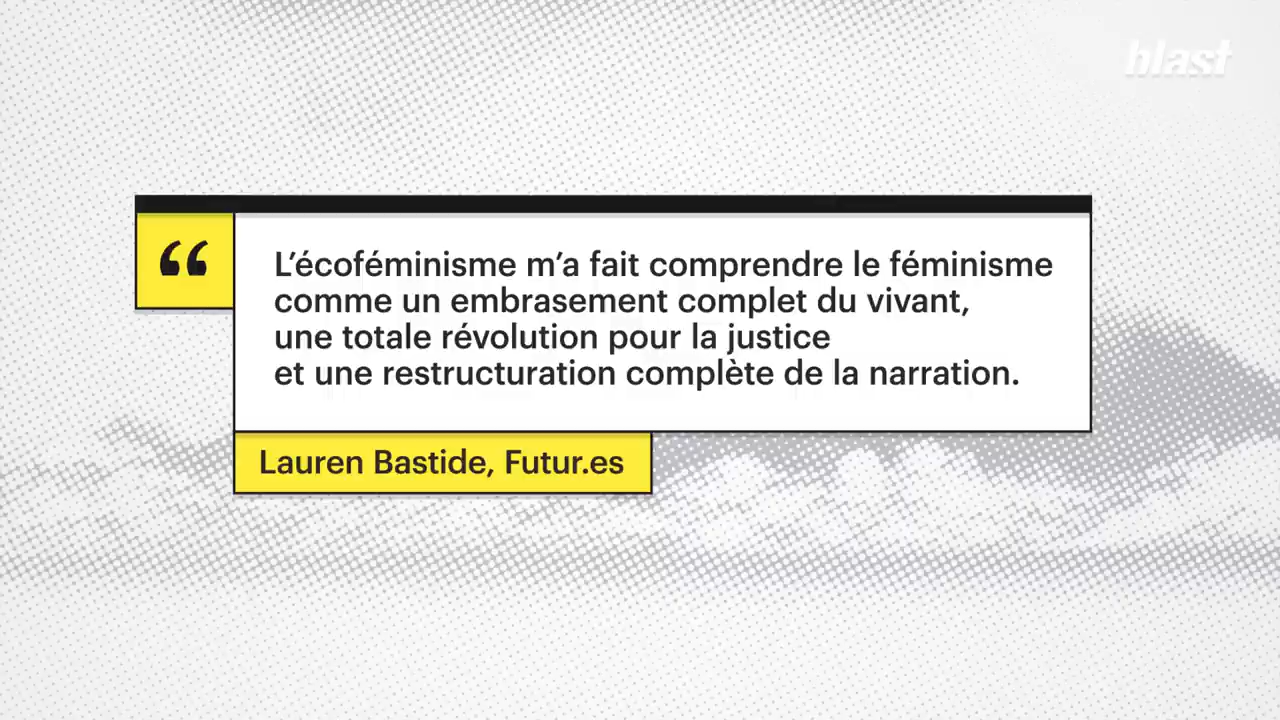 blast
“
L’écoféminisme m’a fait comprendre le féminisme
comme un embrasement complet du vivant,
une totale révolution pour la justice
et une restructuration complète de la narration.
Lauren Bastide, Futur.es